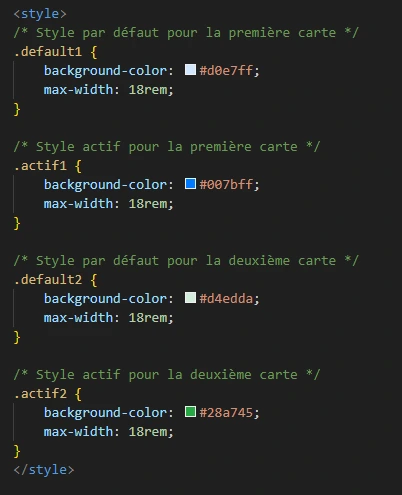 <style>
/* Style par défaut pour la première carte */
.default1 {
    background-color: #d0e7ff;
    max-width: 18rem;
}

/* Style actif pour la première carte */
.actif1 {
    background-color: #007bff;
    max-width: 18rem;
}

/* Style par défaut pour la deuxième carte */
.default2 {
    background-color: #d4edda;
    max-width: 18rem;
}

/* Style actif pour la deuxième carte */
.actif2 {
    background-color: #28a745;
    max-width: 18rem;
}
</style>